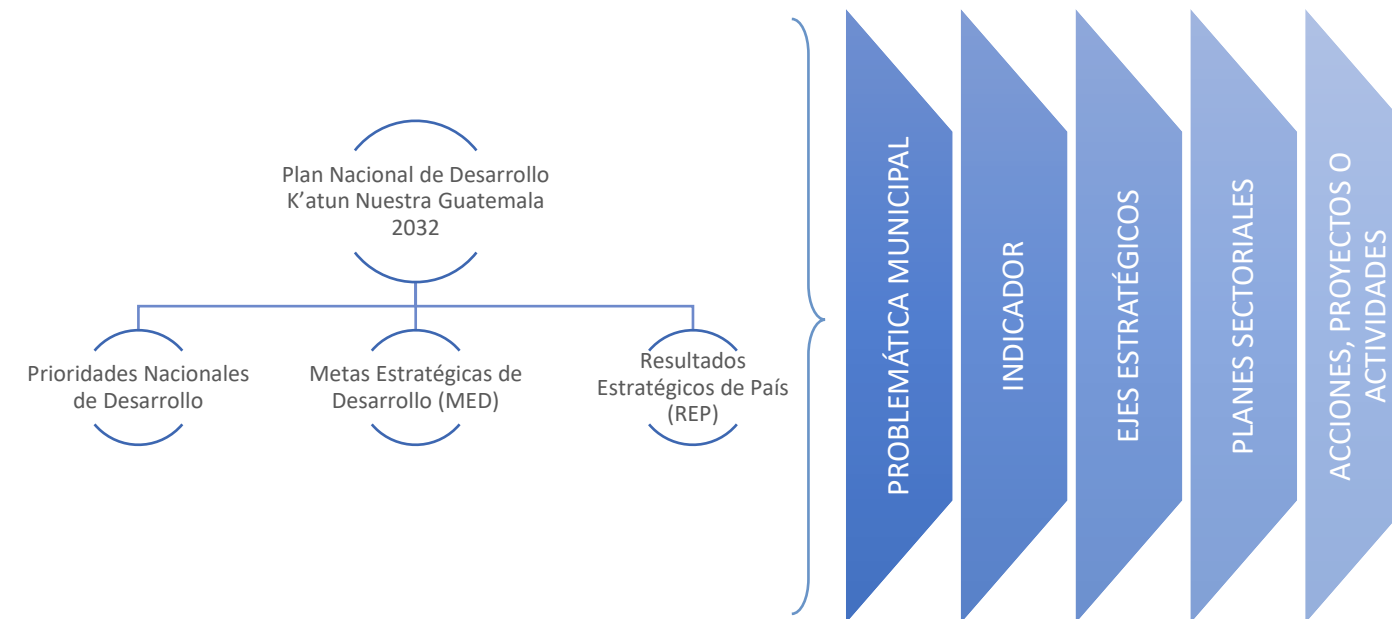 Plan Nacional de Desarrollo
K’atun Nuestra Guatemala
2032
Prioridades Nacionales
de Desarrollo
Metas Estratégicas de
Desarrollo (MED)
Resultados
Estratégicos de País
(REP)
PROBLEMÁTICA MUNICIPAL
INDICADOR
EJES ESTRATÉGICOS
PLANES SECTORIALES
ACCIONES, PROYECTOS O
ACTIVIDADES